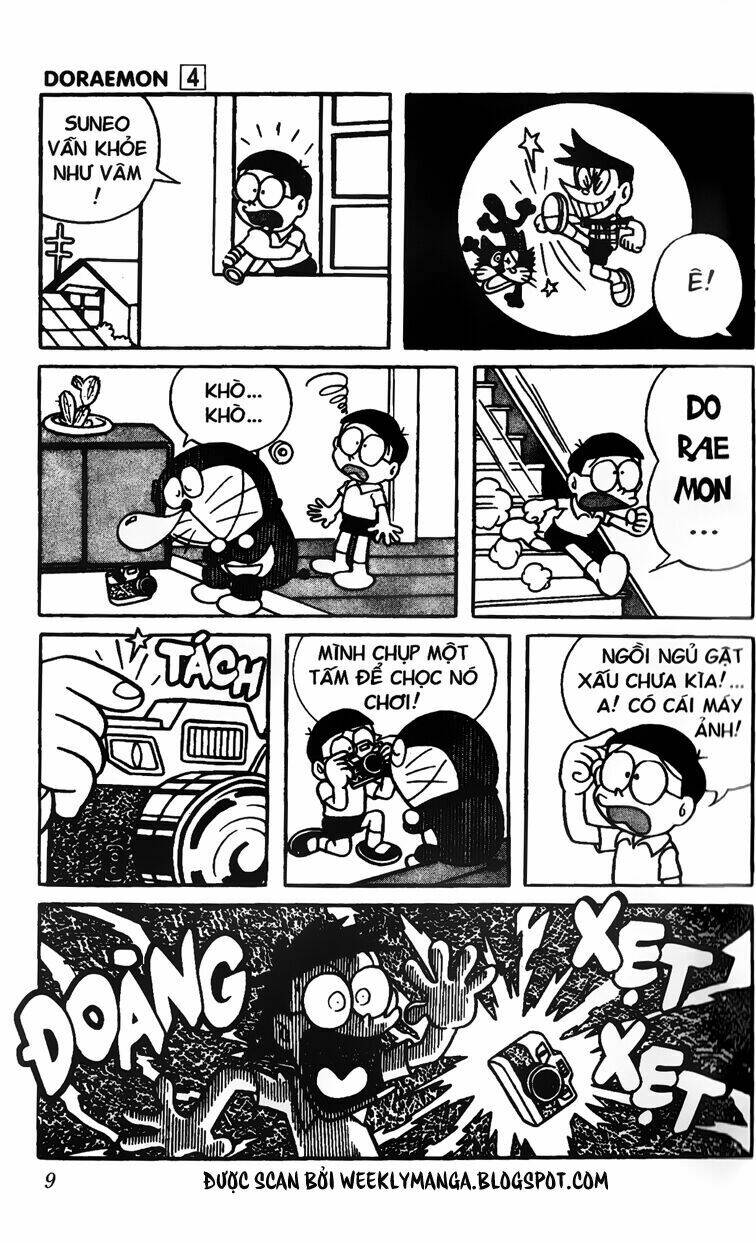 DORAEMON 4
Ê!
SUNEO
VẪN KHỎE
NHƯ VÂM
!
DO
RAE
MON
...
KHÒ...
KHÒ...
NGỒI NGỦ GẬT
XẤU CHƯA KÌA!...
A! CÓ CÁI MÁY
ẢNH!
MÌNH CHỤP MỘT
TẤM ĐỂ CHỌC NÓ
CHƠI!
TÁCH
XẸT
XẸT
ĐOÀNG
9
ĐƯỢC SCAN BỞI WEEKLYMANGA.BLOGSPOT.COM